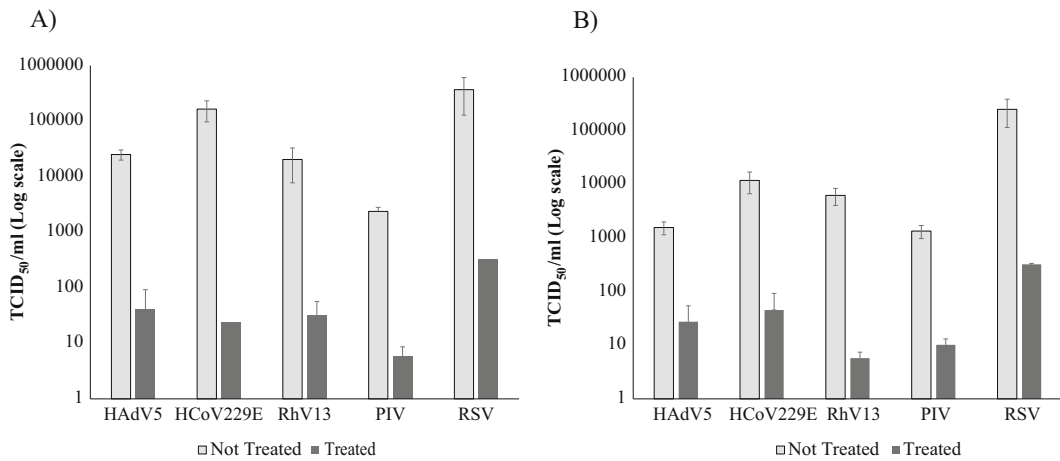 A)
TCID50/ml (Log scale)
1000000
100000
10000
1000
100
10
1
HAdV5 HCoV229E RhV13 PIV RSV
Not Treated Treated
B)
TCID50/ml (Log scale)
1000000
100000
10000
1000
100
10
1
HAdV5 HCoV229E RhV13 PIV RSV
Not Treated Treated